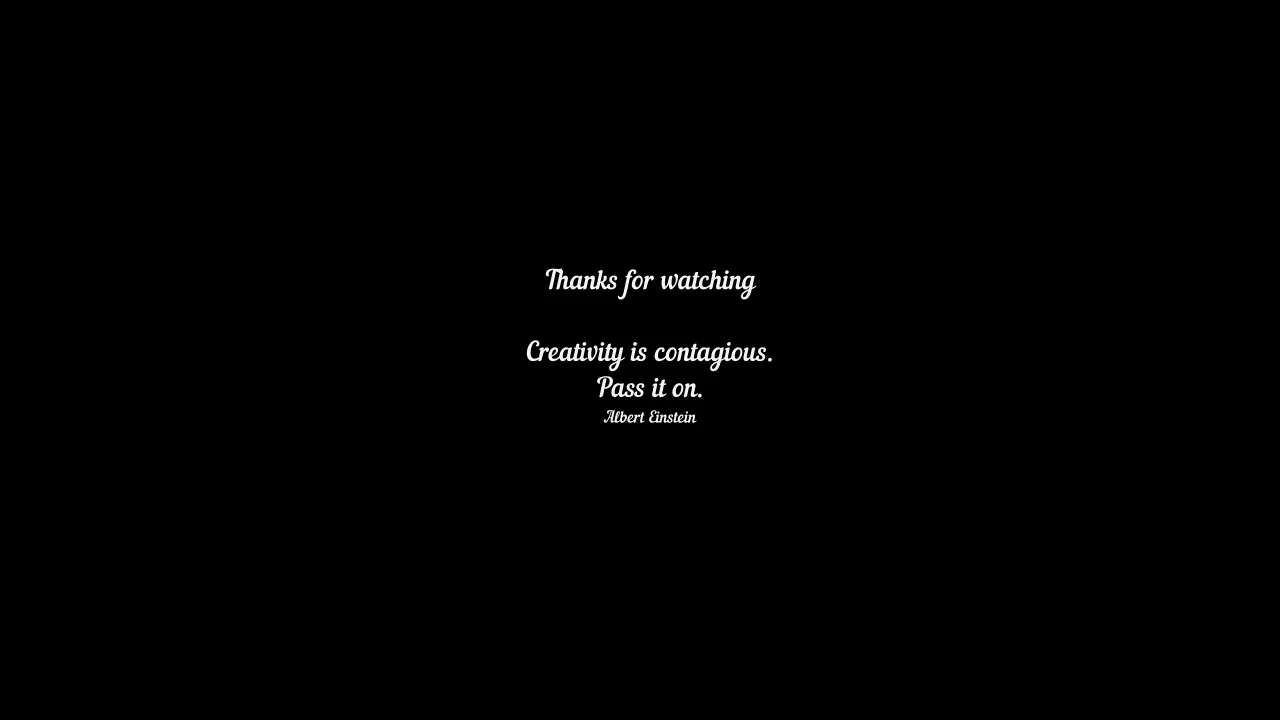 Thanks for watching
Creativity is contagious.
Pass it on.
Albert Einstein